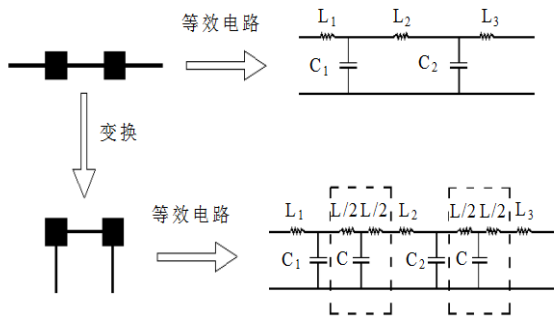 等效电路
L₁ L₂ L₃
C₁ C₂
变换
等效电路
L₁ L/2 L/2 L₂ L/2 L/2 L₃
C₁ C C₂ C